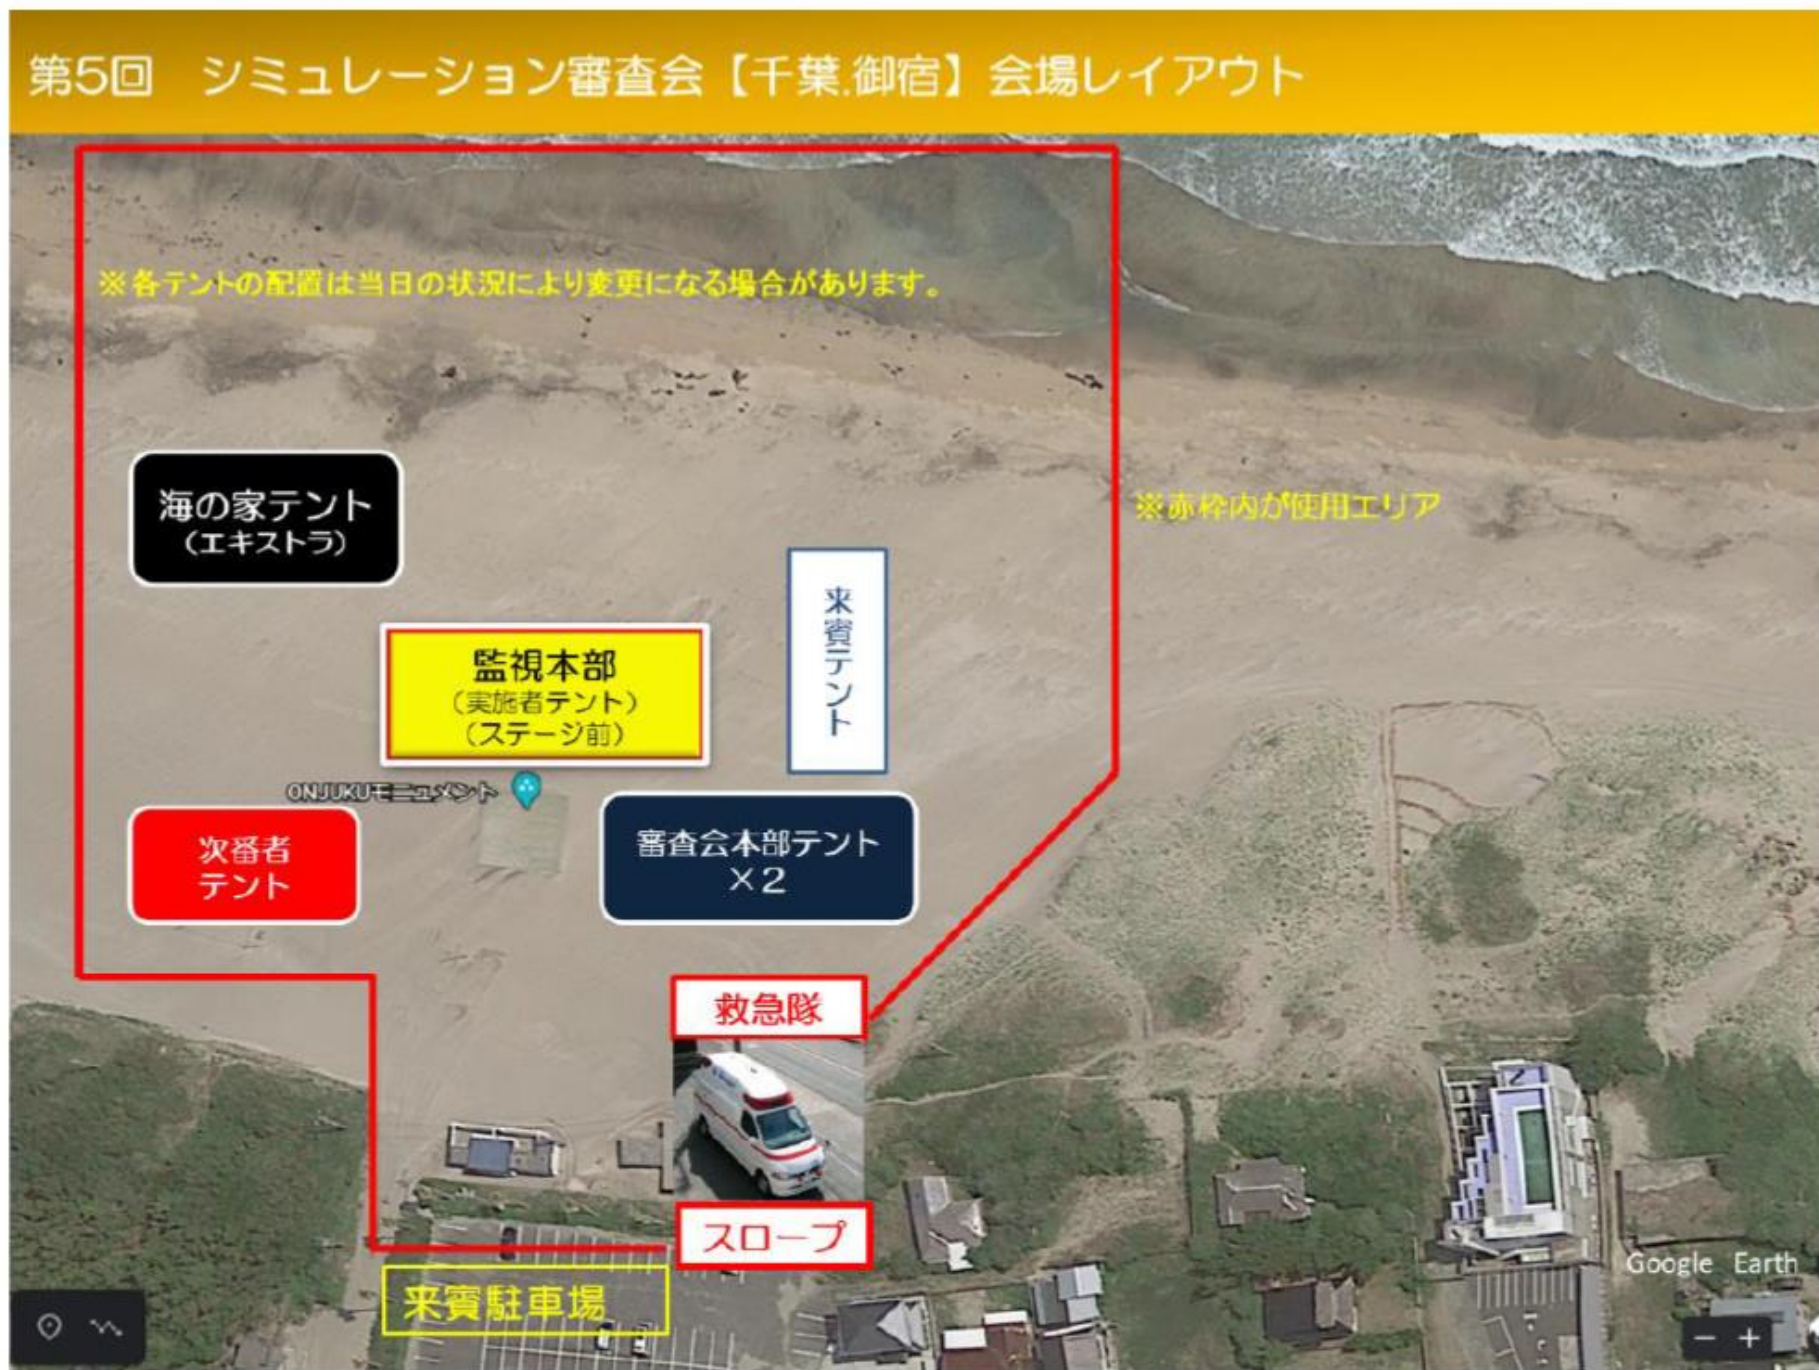 第5回　シミュレーション審査会【千葉.御宿】会場レイアウト
※各テントの配置は当日の状況により変更になる場合があります。
海の家テント
（エキストラ）
※赤枠内が使用エリア
来賓テント
監視本部
（実施者テント）
（ステージ前）
ONJUKUモニュメント
次番者
テント
審査会本部テント
×2
救急隊
スロープ
来賓駐車場
Google Earth